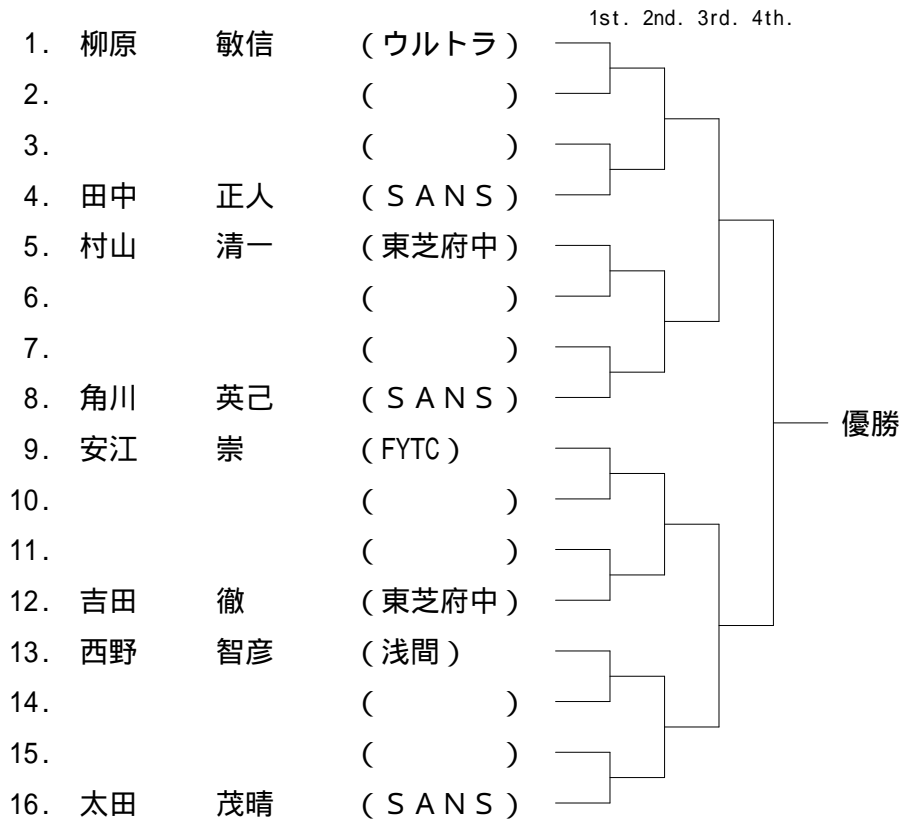 1st. 2nd. 3rd. 4th.
1. 柳原 敏信 (ウルトラ)
2. ( )
3. ( )
4. 田中 正人 (ＳＡＮＳ)
5. 村山 清一 (東芝府中)
6. ( )
7. ( )
8. 角川 英己 (ＳＡＮＳ)
優勝
9. 安江 崇 (FYTC)
10. ( )
11. ( )
12. 吉田 徹 (東芝府中)
13. 西野 智彦 (浅間)
14. ( )
15. ( )
16. 太田 茂晴 (ＳＡＮＳ)